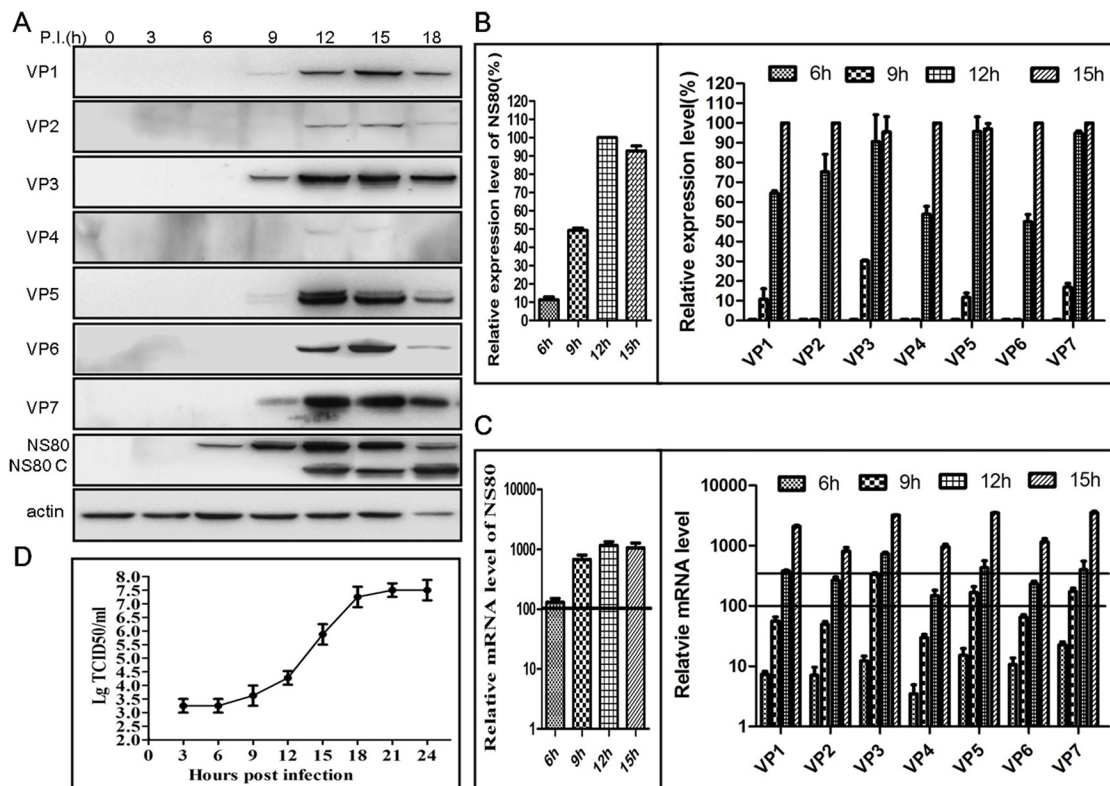 A
P.I.(h) 0 3 6 9 12 15 18
VP1
VP2
VP3
VP4
VP5
VP6
VP7
NS80
NS80 C
actin
B
Relative expression level of NS80(%)
120
110
100
90
80
70
60
50
40
30
20
10
0
6h 9h 12h 15h
6h 9h 12h 15h
Relative expression level(%)
120
110
100
90
80
70
60
50
40
30
20
10
0
VP1 VP2 VP3 VP4 VP5 VP6 VP7
C
Relative mRNA level of NS80
10000
1000
100
10
1
6h 9h 12h 15h
6h 9h 12h 15h
Relatvie mRNA level
10000
1000
100
10
1
VP1 VP2 VP3 VP4 VP5 VP6 VP7
D
Lg TCID50/ml
8.0
7.5
7.0
6.5
6.0
5.5
5.0
4.5
4.0
3.5
3.0
2.5
2.0
0 3 6 9 12 15 18 21 24
Hours post infection